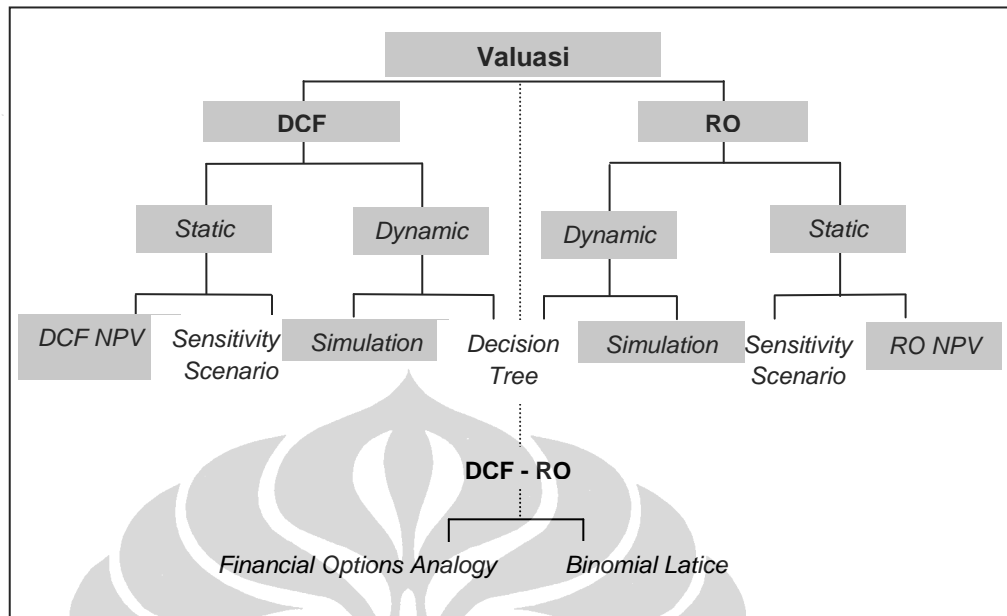 Valuasi
DCF
RO
Static
Dynamic
Dynamic
Static
DCF NPV
Sensitivity
Scenario
Simulation
Decision
Tree
Simulation
Sensitivity
Scenario
RO NPV
DCF - RO
Financial Options Analogy
Binomial Latice